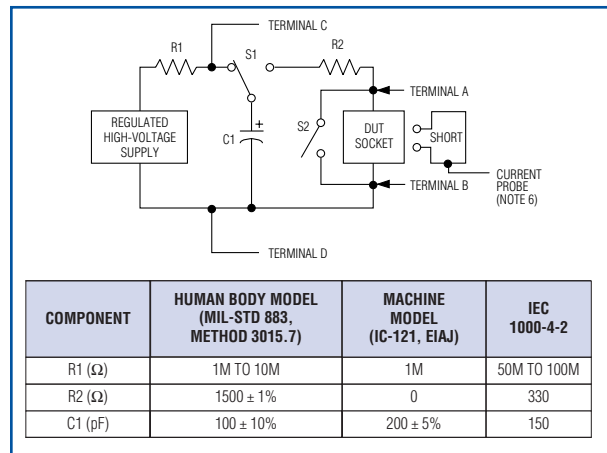 TERMINAL C
R1
S1
R2
TERMINAL A
REGULATED
HIGH-VOLTAGE
SUPPLY
+
C1
S2
DUT
SOCKET
SHORT
TERMINAL B
CURRENT
PROBE
(NOTE 6)
TERMINAL D
COMPONENT
HUMAN BODY MODEL
(MIL-STD 883,
METHOD 3015.7)
MACHINE
MODEL
(IC-121, EIAJ)
IEC
1000-4-2
R1 (Ω) 1M TO 10M 1M 50M TO 100M
R2 (Ω) 1500 ± 1% 0 330
C1 (pF) 100 ± 10% 200 ± 5% 150